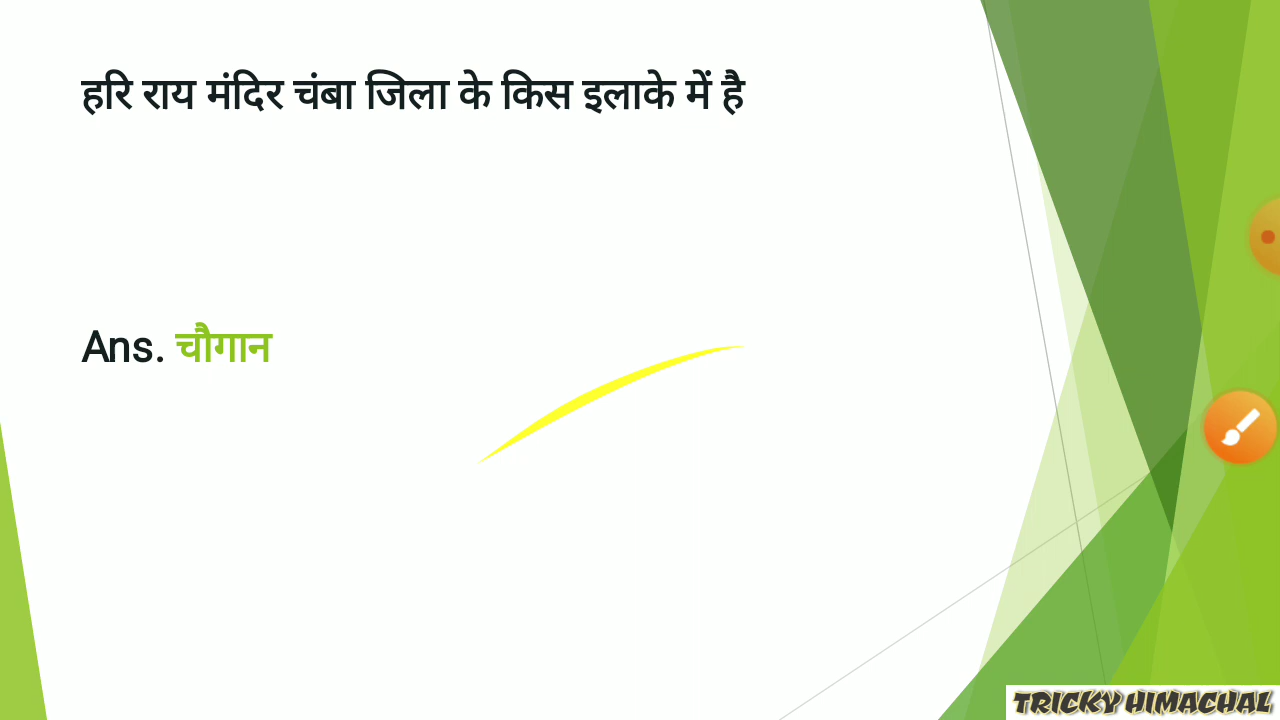 हरि राय मंदिर चंबा जिला के किस इलाके में है
Ans. चौगान
TRICKY HIMACHAL